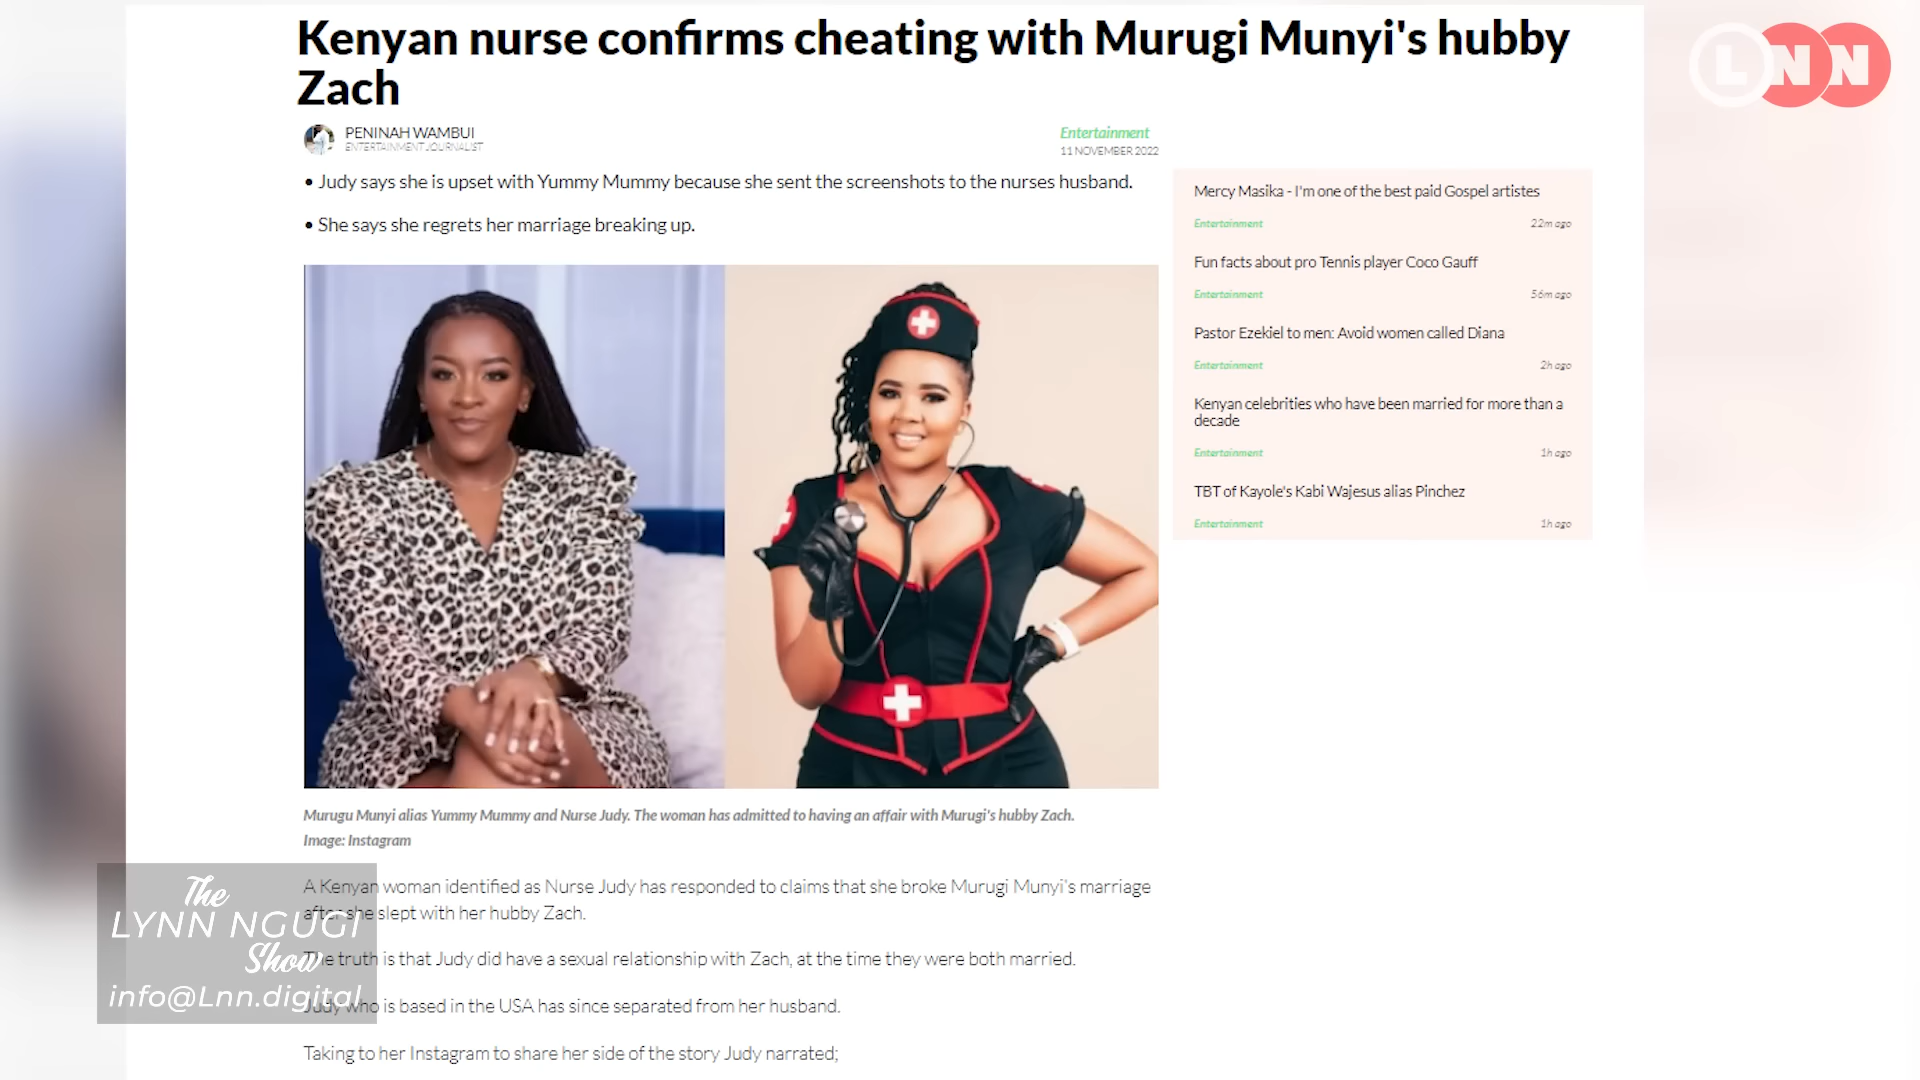 Kenyan nurse confirms cheating with Murugi Munyi's hubby
Zach
LNN
PENINAH WAMBUI
ENTERTAINMENT JOURNALIST
Entertainment
11 NOVEMBER 2022
• Judy says she is upset with Yummy Mummy because she sent the screenshots to the nurses husband.
• She says she regrets her marriage breaking up.
Mercy Masika - I'm one of the best paid Gospel artistes
Entertainment 22m ago
Fun facts about pro Tennis player Coco Gauff
Entertainment 56m ago
Pastor Ezekiel to men: Avoid women called Diana
Entertainment 2h ago
Kenyan celebrities who have been married for more than a
decade
Entertainment 1h ago
TBT of Kayole's Kabi Wajesus alias Pinchez
Entertainment 1h ago
Murugu Munyi alias Yummy Mummy and Nurse Judy. The woman has admitted to having an affair with Murugi's hubby Zach.
Image: Instagram
A Kenyan woman identified as Nurse Judy has responded to claims that she broke Murugi Munyi's marriage
after she slept with her hubby Zach.
The truth is that Judy did have a sexual relationship with Zach, at the time they were both married.
Judy who is based in the USA has since separated from her husband.
Taking to her Instagram to share her side of the story Judy narrated;
The
LYNN NGUGI
Show
info@Lnn.digital